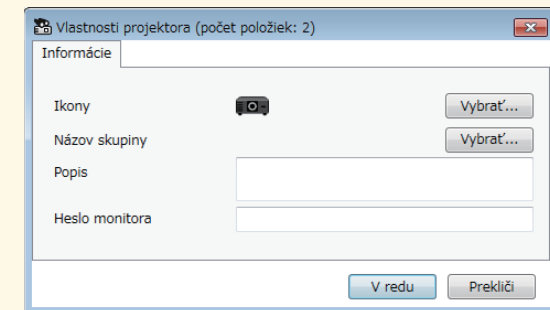 Vlastnosti projektora (počet položiek: 2)
Informácie
Ikony Vybrať...
Názov skupiny Vybrať...
Popis
Heslo monitora
V redu Prekliči